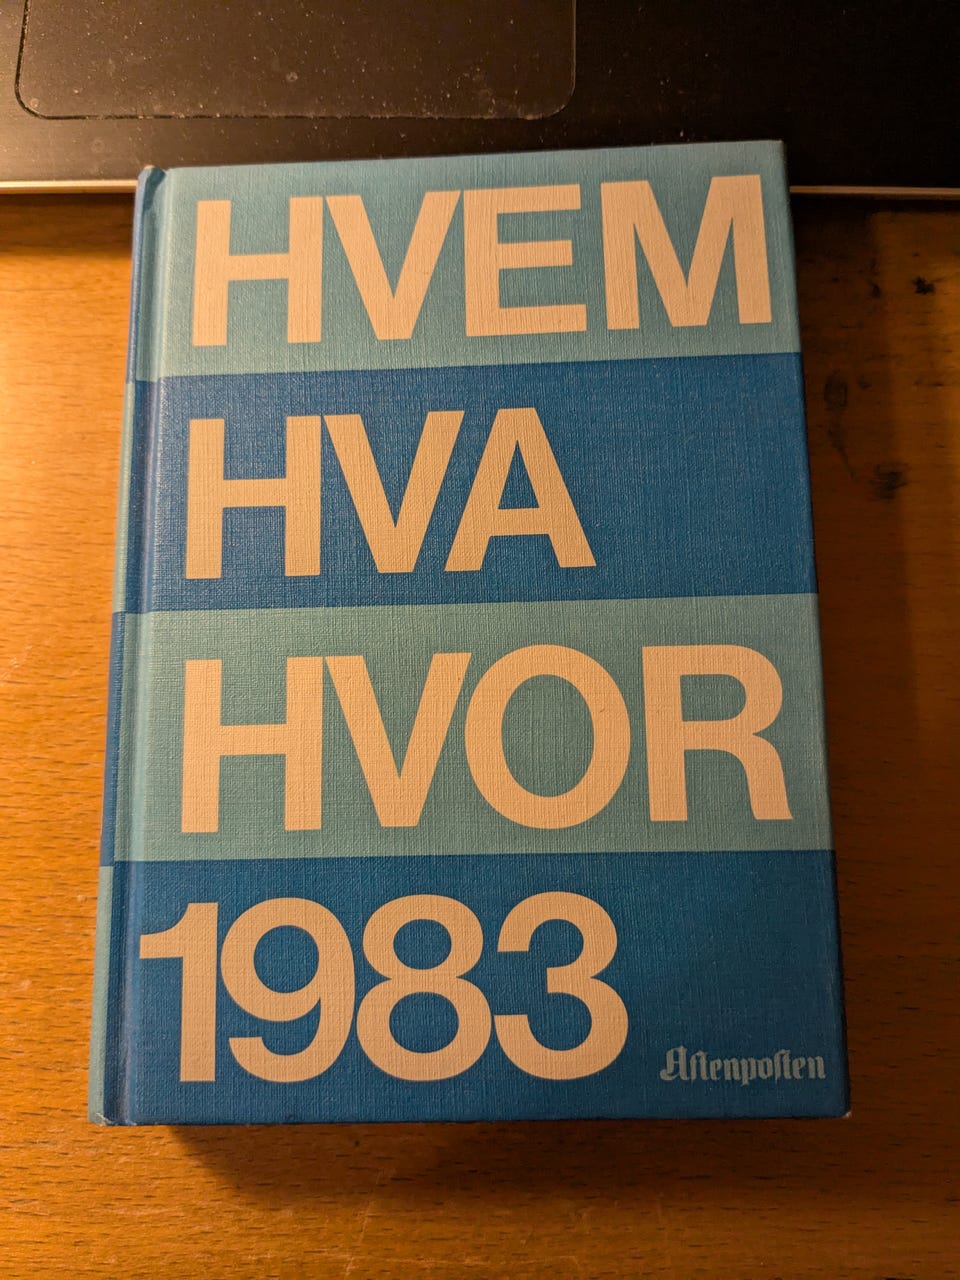 HVEM
HVA
HVOR
1983
Aftenposten